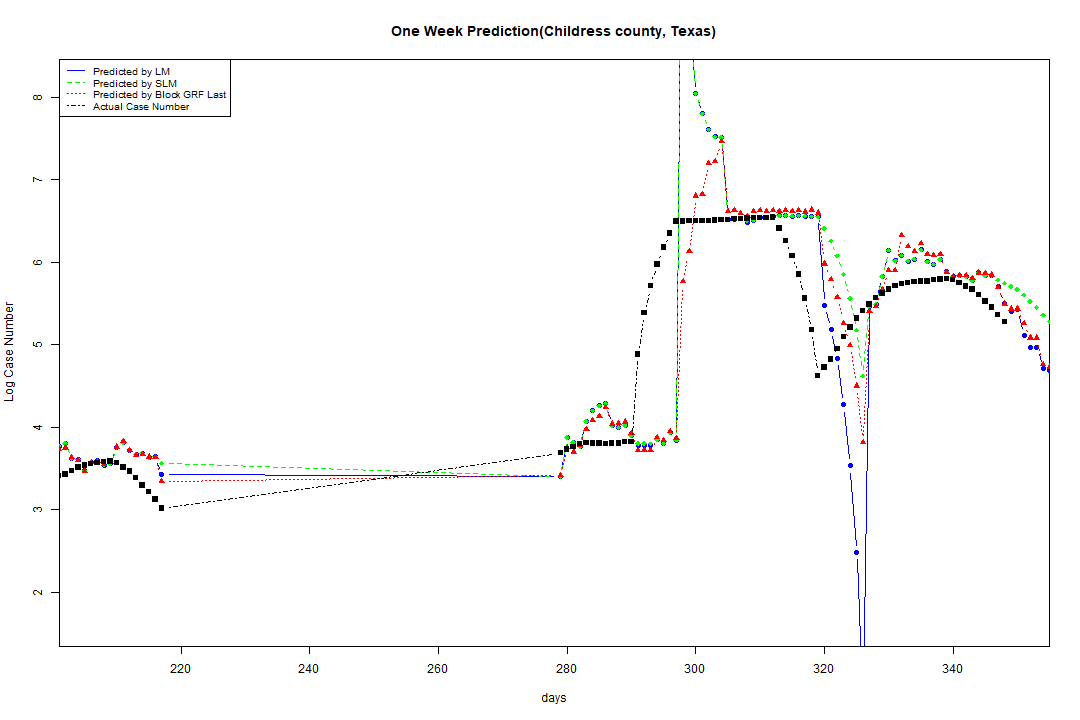 One Week Prediction(Childress county, Texas)
Predicted by LM
Predicted by SLM
Predicted by Block GRF Last
Actual Case Number
8
7
6
5
4
3
2
Log Case Number
220 240 260 280 300 320 340
days